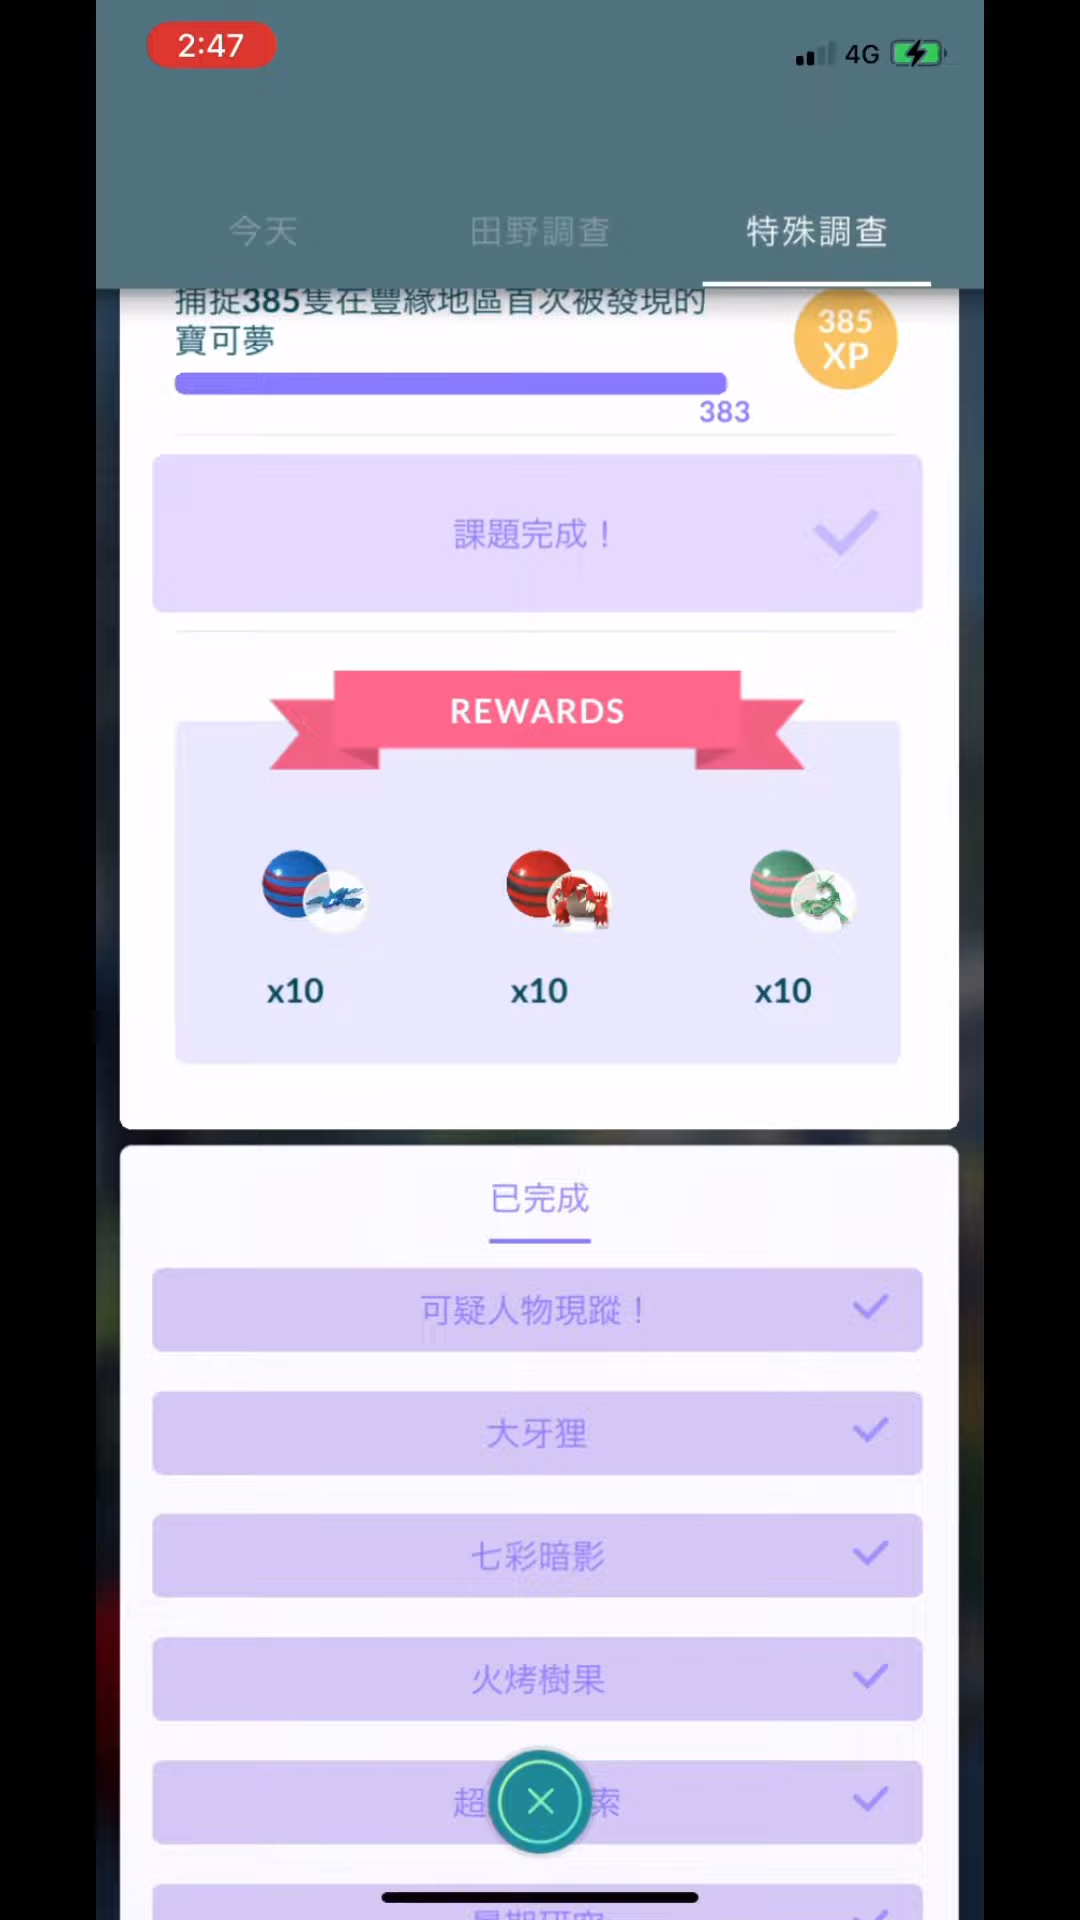 2:47
4G
今天
田野調查
特殊調查
捕捉385隻在豐緣地區首次被發現的
寶可夢
385
XP
383
課題完成！
REWARDS
x10
x10
x10
已完成
可疑人物現蹤！
大牙狸
七彩暗影
火烤樹果
超
索